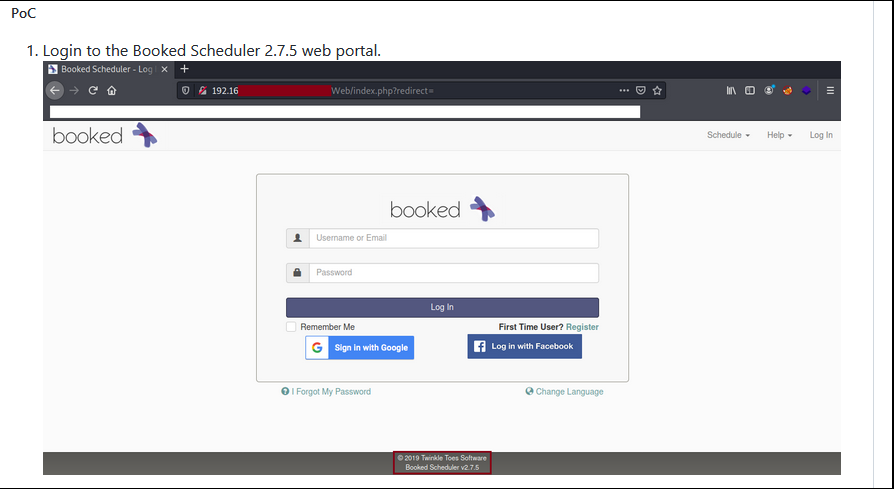 PoC
1. Login to the Booked Scheduler 2.7.5 web portal.
Booked Scheduler - Log
192.16 Web/index.php?redirect=
booked
Schedule Help Log In
booked
Username or Email
Password
Log In
Remember Me First Time User? Register
Sign in with Google Log in with Facebook
I Forgot My Password Change Language
© 2019 Twinkle Toes Software
Booked Scheduler v2.7.5